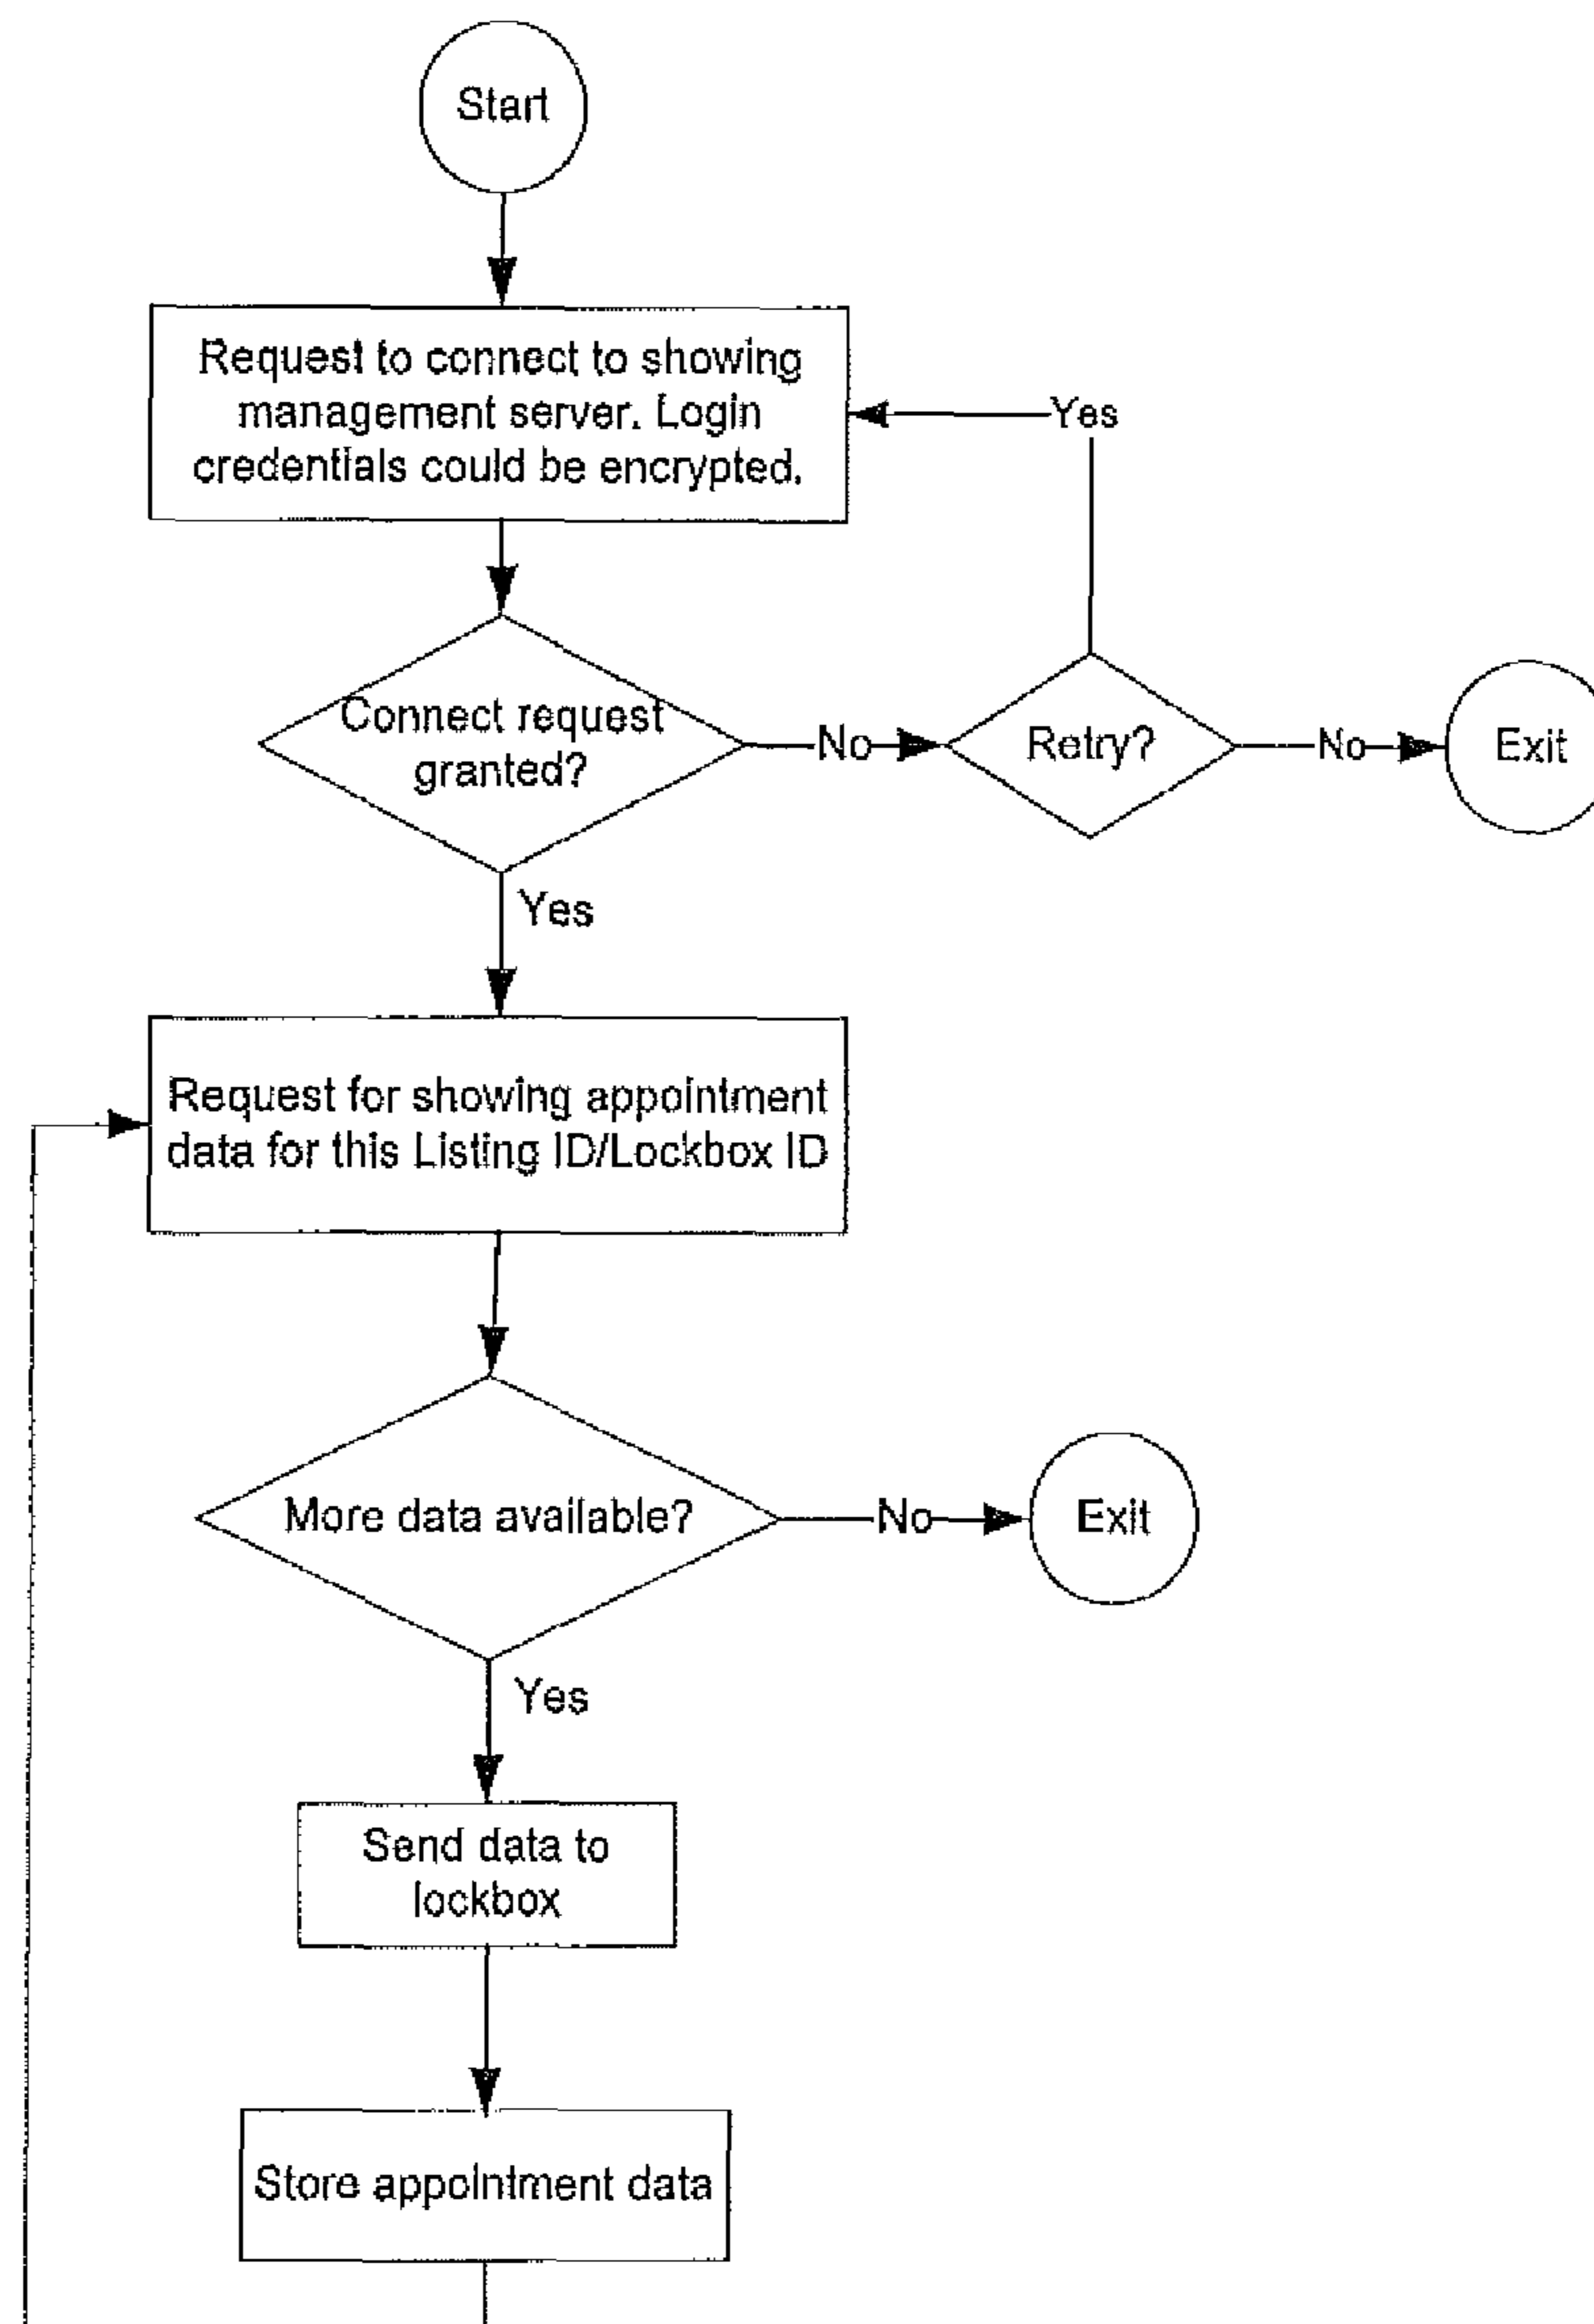 Start
Request to connect to showing
management server. Login
credentials could be encrypted.
Yes
Connect request
granted?
No
Retry?
No
Exit
Yes
Request for showing appointment
data for this Listing ID/Lockbox ID
More data available?
No
Exit
Yes
Send data to
lockbox
Store appointment data